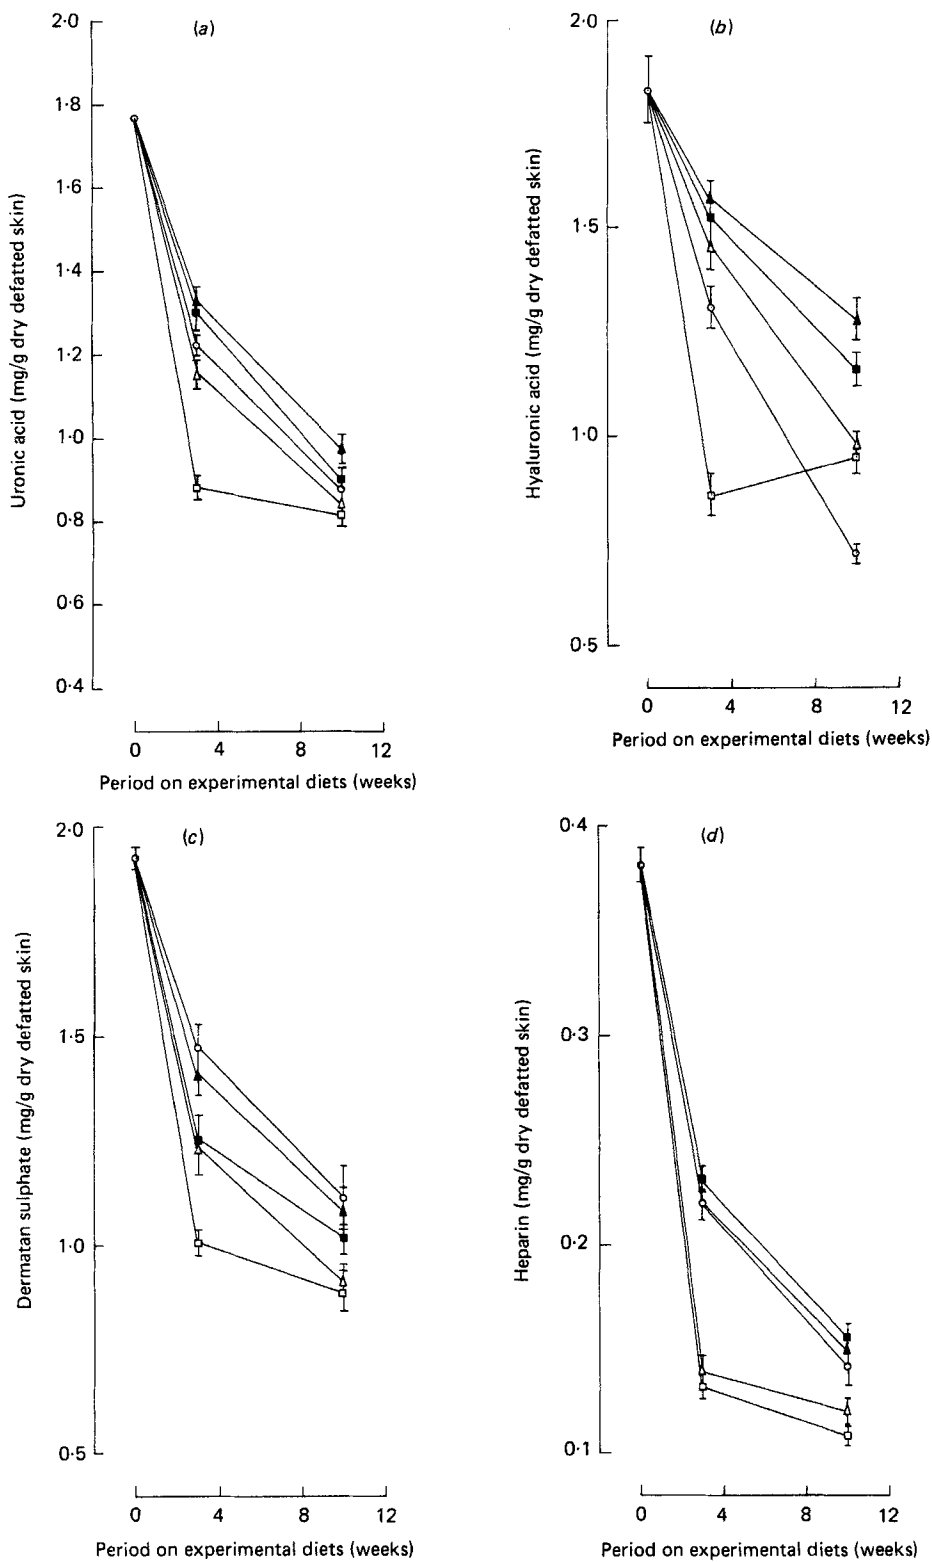 (a)
2·0
1·8
1·6
1·4
1·2
1·0
0·8
0·6
0·4
Uronic acid (mg/g dry defatted skin)
0 4 8 12
Period on experimental diets (weeks)
(b)
2·0
1·5
1·0
0·5
Hyaluronic acid (mg/g dry defatted skin)
0 4 8 12
Period on experimental diets (weeks)
(c)
2·0
1·5
1·0
0·5
Dermatan sulphate (mg/g dry defatted skin)
0 4 8 12
Period on experimental diets (weeks)
(d)
0·4
0·3
0·2
0·1
Heparin (mg/g dry defatted skin)
0 4 8 12
Period on experimental diets (weeks)